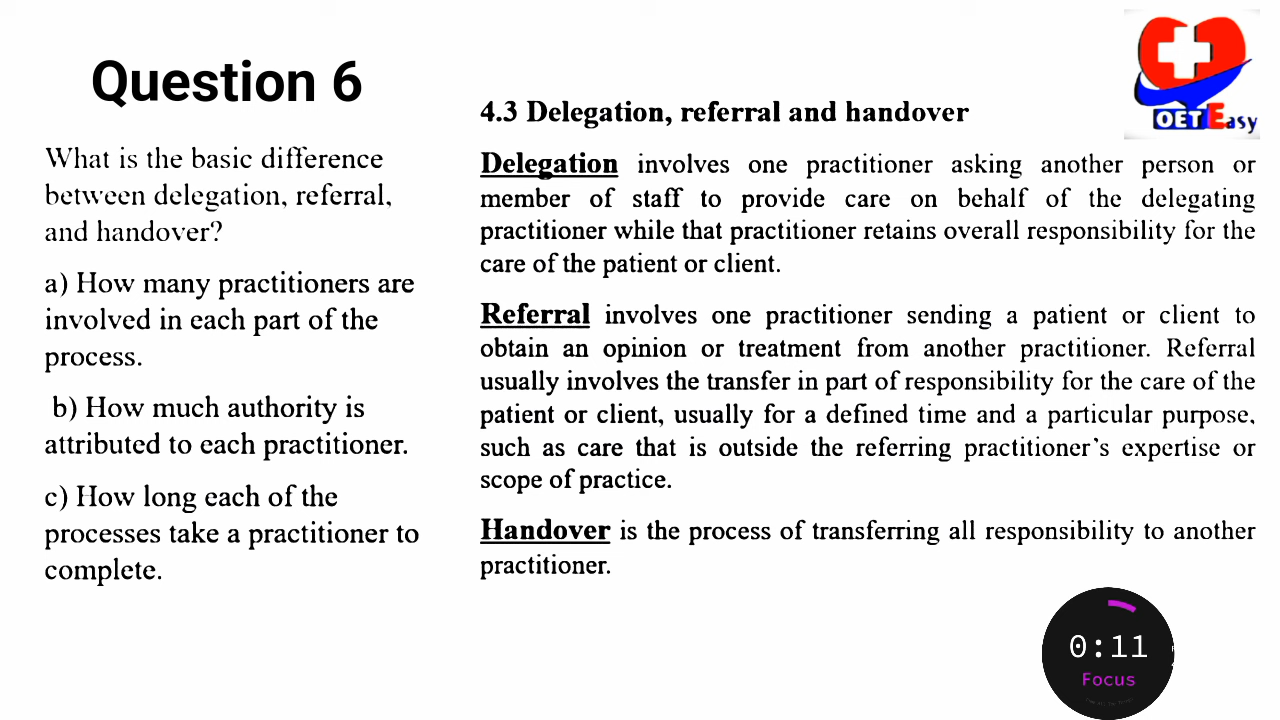 Question 6
What is the basic difference
between delegation, referral,
and handover?
a) How many practitioners are
involved in each part of the
process.
b) How much authority is
attributed to each practitioner.
c) How long each of the
processes take a practitioner to
complete.
OET Easy
4.3 Delegation, referral and handover
Delegation involves one practitioner asking another person or
member of staff to provide care on behalf of the delegating
practitioner while that practitioner retains overall responsibility for the
care of the patient or client.
Referral involves one practitioner sending a patient or client to
obtain an opinion or treatment from another practitioner. Referral
usually involves the transfer in part of responsibility for the care of the
patient or client, usually for a defined time and a particular purpose,
such as care that is outside the referring practitioner's expertise or
scope of practice.
Handover is the process of transferring all responsibility to another
practitioner.
0:11
Focus